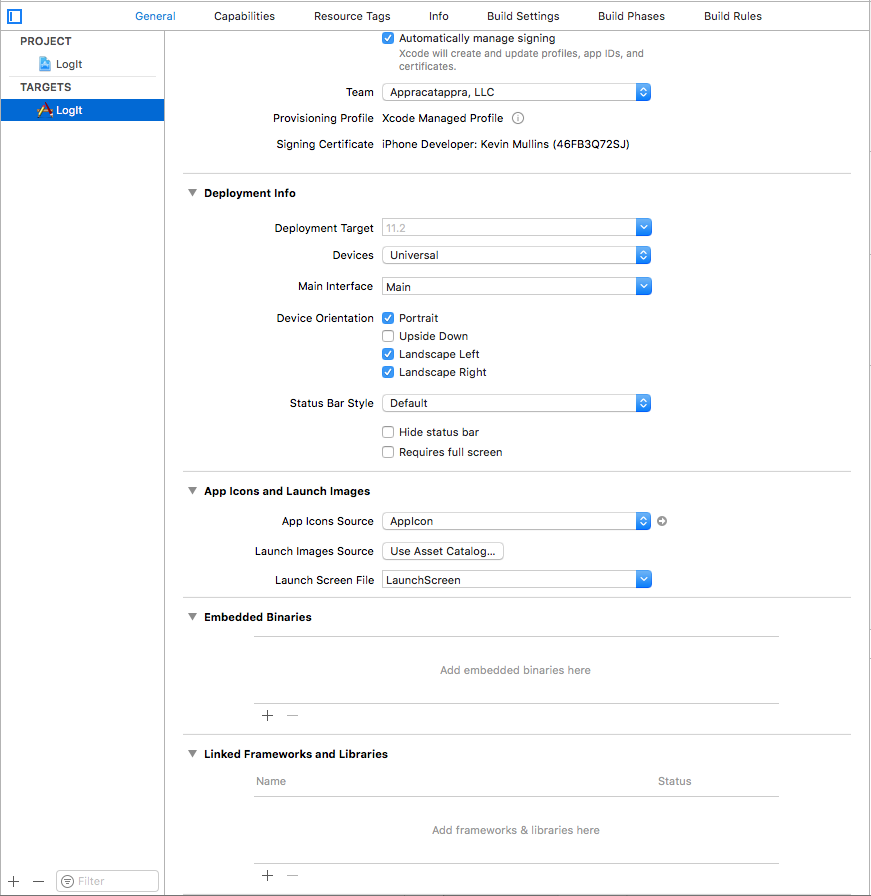 General Capabilities Resource Tags Info Build Settings Build Phases Build Rules
PROJECT
LogIt
TARGETS
LogIt
Automatically manage signing
Xcode will create and update profiles, app IDs, and
certificates.
Team Appracatappra, LLC
Provisioning Profile Xcode Managed Profile
Signing Certificate iPhone Developer: Kevin Mullins (46FB3Q72SJ)
Deployment Info
Deployment Target 11.2
Devices Universal
Main Interface Main
Device Orientation Portrait
Upside Down
Landscape Left
Landscape Right
Status Bar Style Default
Hide status bar
Requires full screen
App Icons and Launch Images
App Icons Source AppIcon
Launch Images Source Use Asset Catalog...
Launch Screen File LaunchScreen
Embedded Binaries
Add embedded binaries here
Linked Frameworks and Libraries
Name Status
Add frameworks & libraries here
Filter